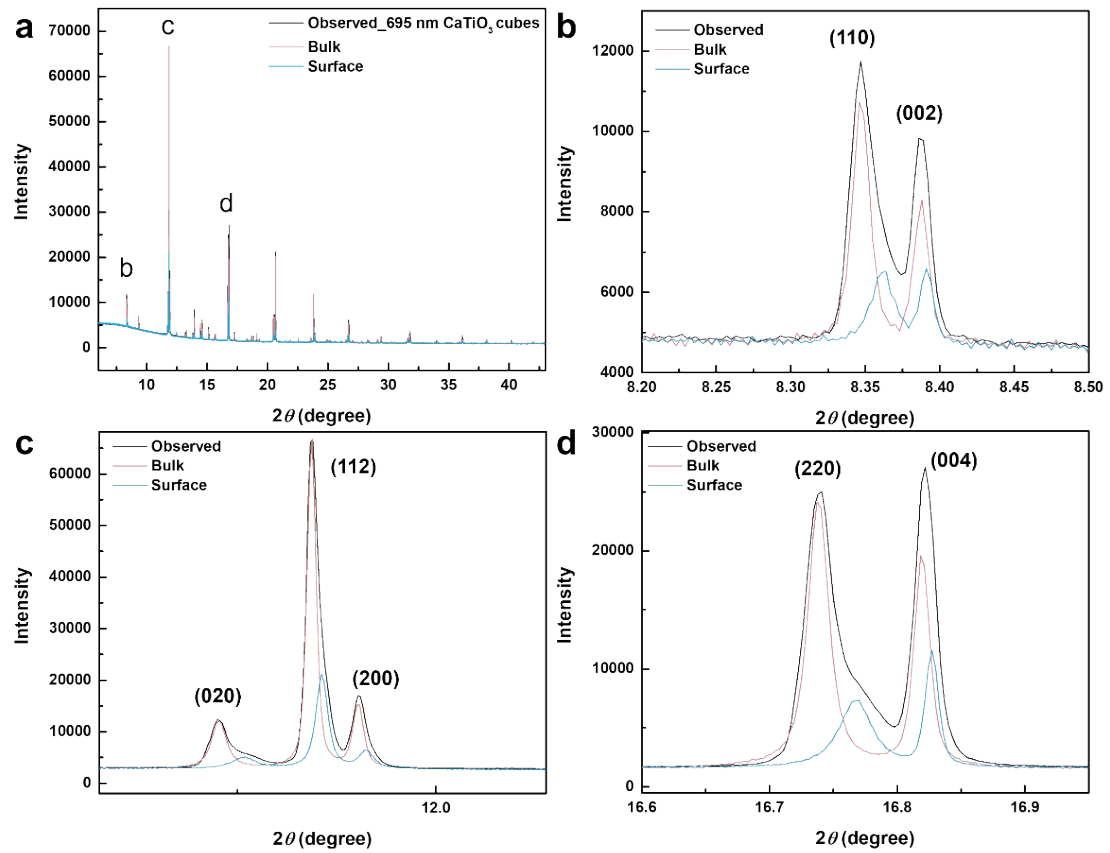 a
Observed_695 nm CaTiO3 cubes
Bulk
Surface
c
d
b
70000
60000
50000
40000
30000
20000
10000
0
Intensity
10 15 20 25 30 35 40
2θ (degree)
b
Observed
Bulk
Surface
(110)
(002)
12000
10000
8000
6000
4000
Intensity
8.20 8.25 8.30 8.35 8.40 8.45 8.50
2θ (degree)
c
Observed
Bulk
Surface
(112)
(020)
(200)
60000
50000
40000
30000
20000
10000
0
Intensity
12.0
2θ (degree)
d
Observed
Bulk
Surface
(220)
(004)
30000
20000
10000
0
Intensity
16.6 16.7 16.8 16.9
2θ (degree)